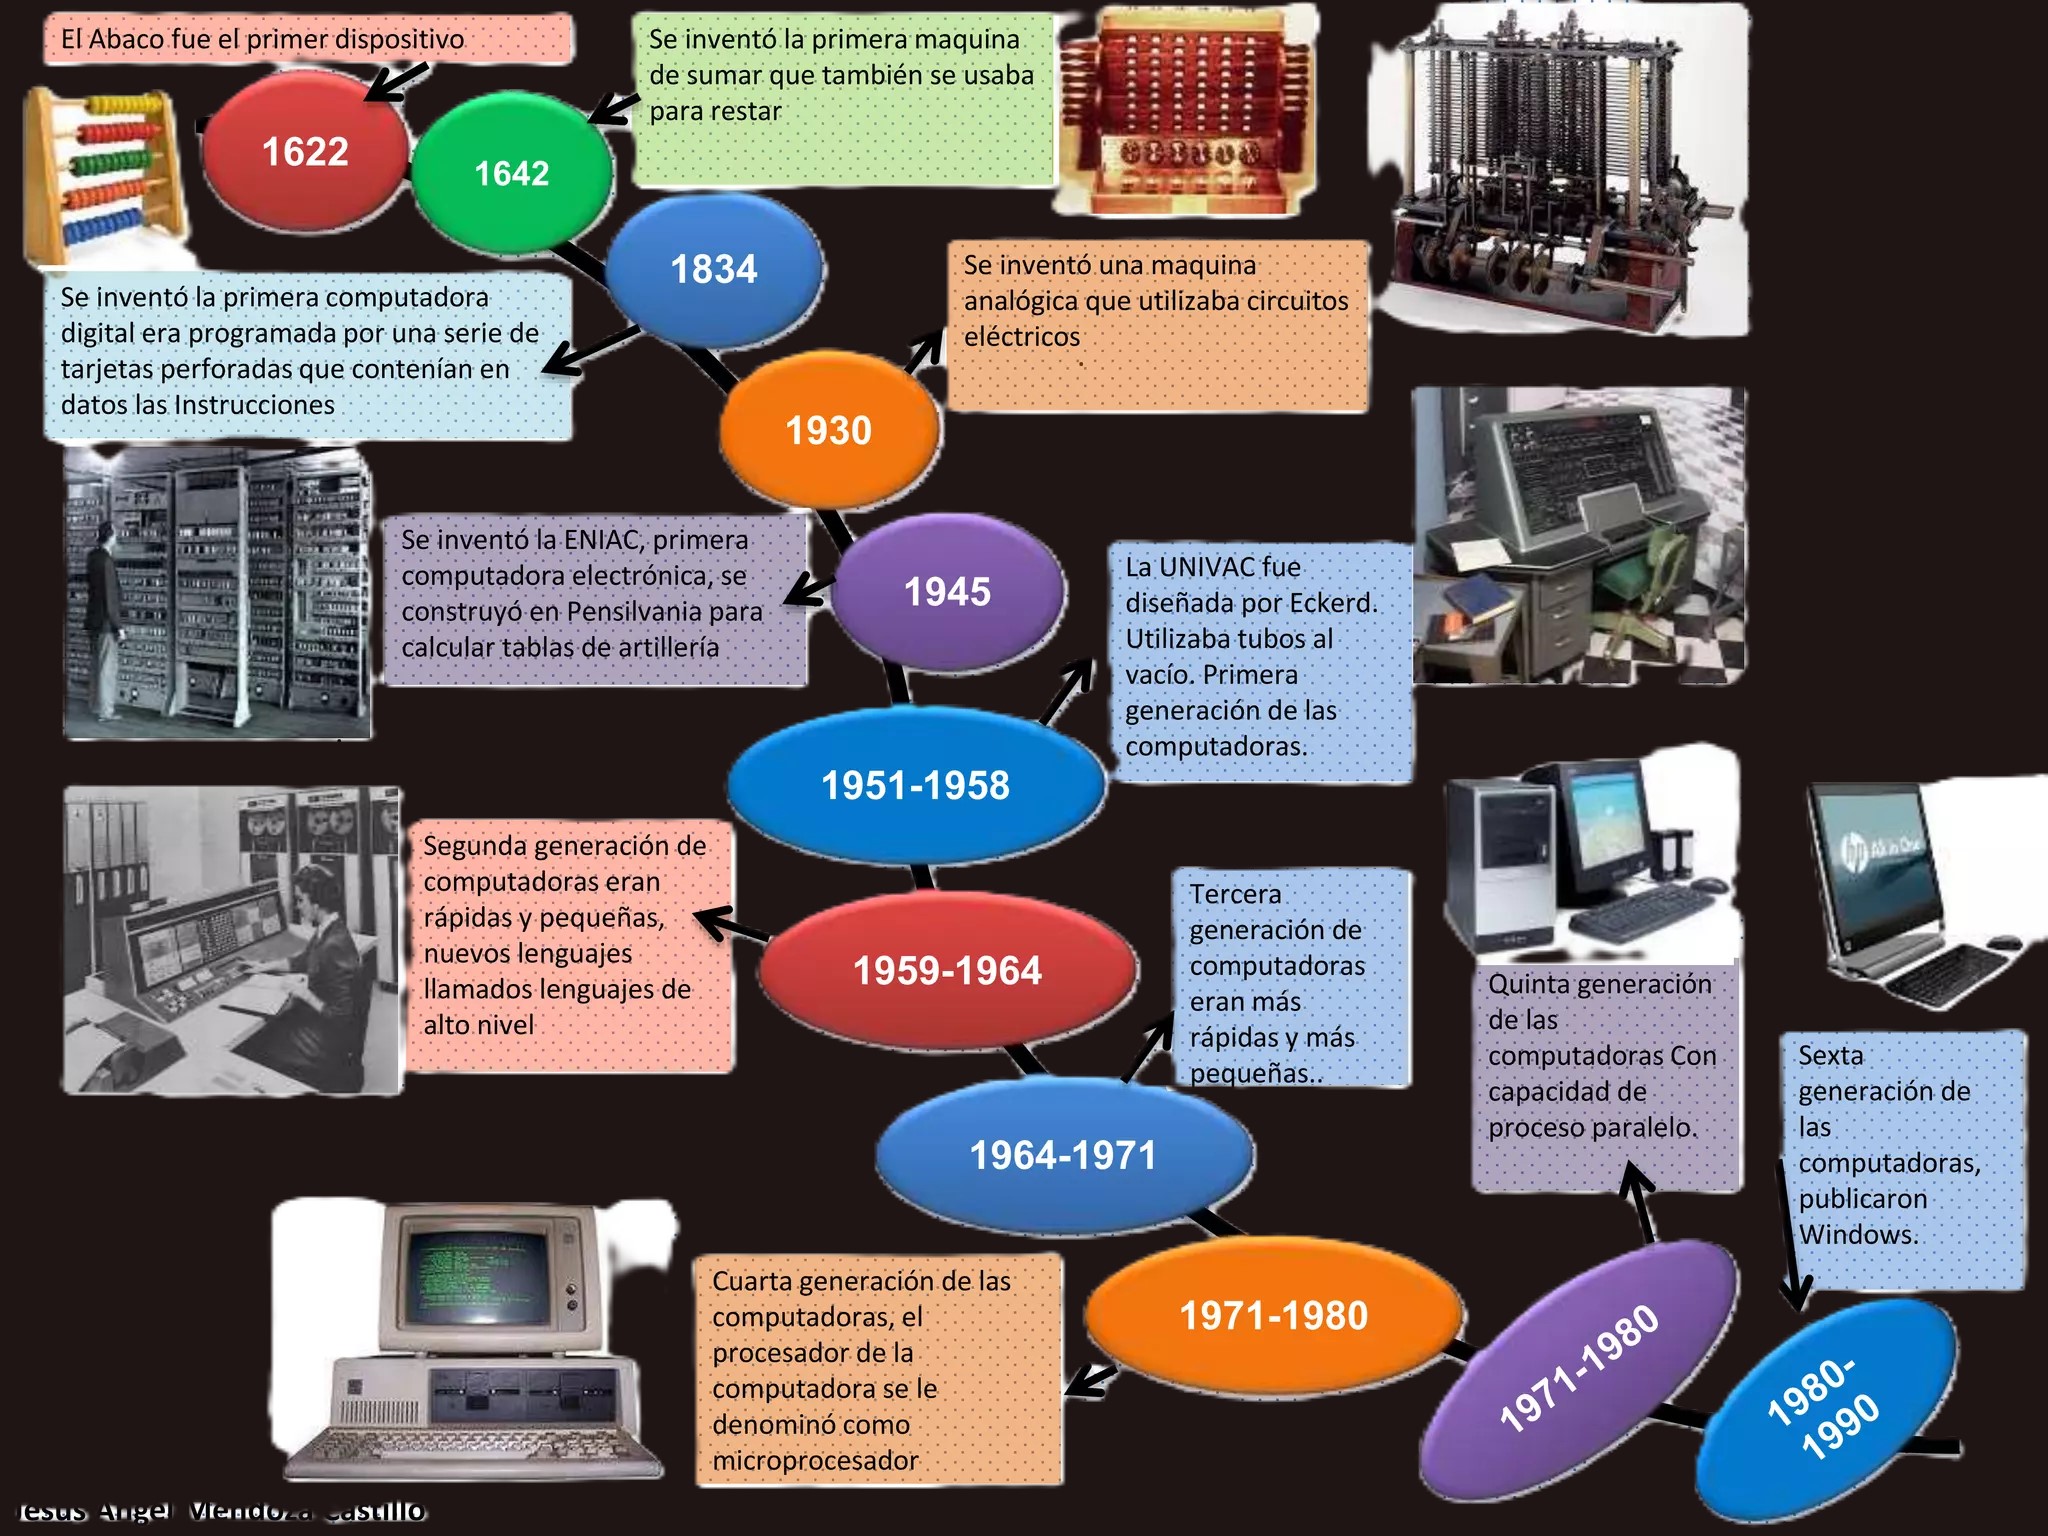 El Abaco fue el primer dispositivo
1622
1642
Se inventó la primera maquina
de sumar que también se usaba
para restar
1834
Se inventó la primera computadora
digital era programada por una serie de
tarjetas perforadas que contenían en
datos las Instrucciones
1930
Se inventó una maquina
analógica que utilizaba circuitos
eléctricos
.
1945
Se inventó la ENIAC, primera
computadora electrónica, se
construyó en Pensilvania para
calcular tablas de artillería
1951-1958
La UNIVAC fue
diseñada por Eckerd.
Utilizaba tubos al
vacío. Primera
generación de las
computadoras.
1959-1964
Segunda generación de
computadoras eran
rápidas y pequeñas,
nuevos lenguajes
llamados lenguajes de
alto nivel
1964-1971
Tercera
generación de
computadoras
eran más
rápidas y más
pequeñas..
1971-1980
Cuarta generación de las
computadoras, el
procesador de la
computadora se le
denominó como
microprocesador
1971-1980
Quinta generación
de las
computadoras Con
capacidad de
proceso paralelo.
1980-
1990
Sexta
generación de
las
computadoras,
publicaron
Windows.
hp All in One
Jesus Angel Mendoza Castillo